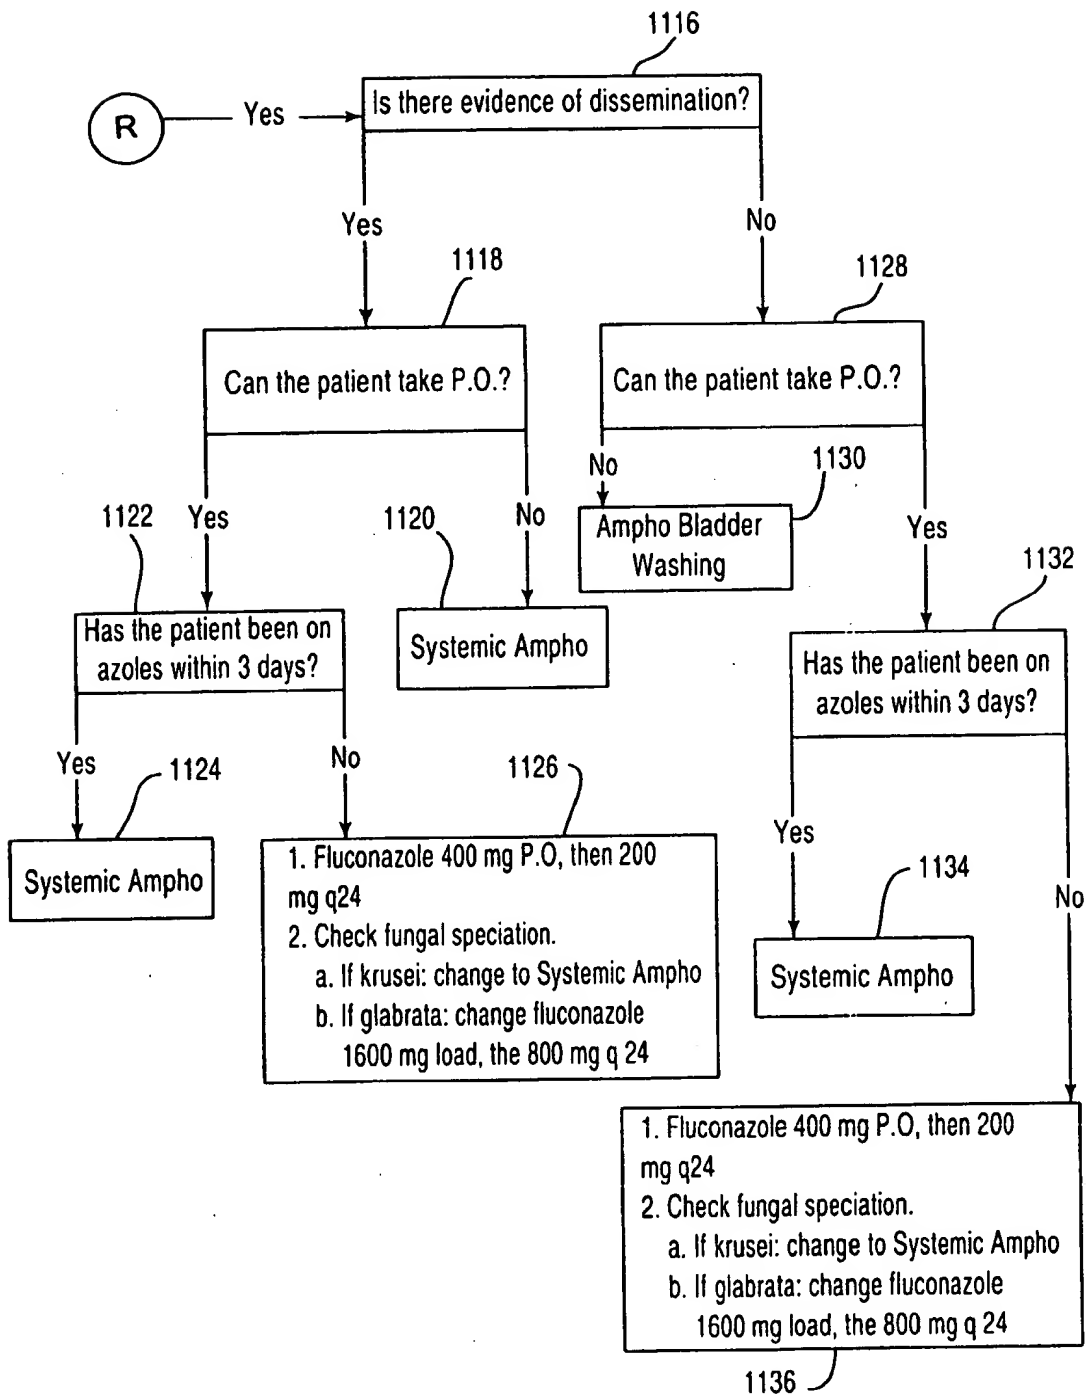 1116
Is there evidence of dissemination?
R
Yes
Yes
No
1118
1128
Can the patient take P.O.?
Can the patient take P.O.?
No
1130
1122
Yes
1120
No
Ampho Bladder
Washing
Yes
1132
Has the patient been on
azoles within 3 days?
Systemic Ampho
Has the patient been on
azoles within 3 days?
Yes
1124
No
1126
Yes
1134
No
Systemic Ampho
1. Fluconazole 400 mg P.O, then 200
mg q24
2. Check fungal speciation.
a. If krusei: change to Systemic Ampho
b. If glabrata: change fluconazole
1600 mg load, the 800 mg q 24
Systemic Ampho
1. Fluconazole 400 mg P.O, then 200
mg q24
2. Check fungal speciation.
a. If krusei: change to Systemic Ampho
b. If glabrata: change fluconazole
1600 mg load, the 800 mg q 24
1136